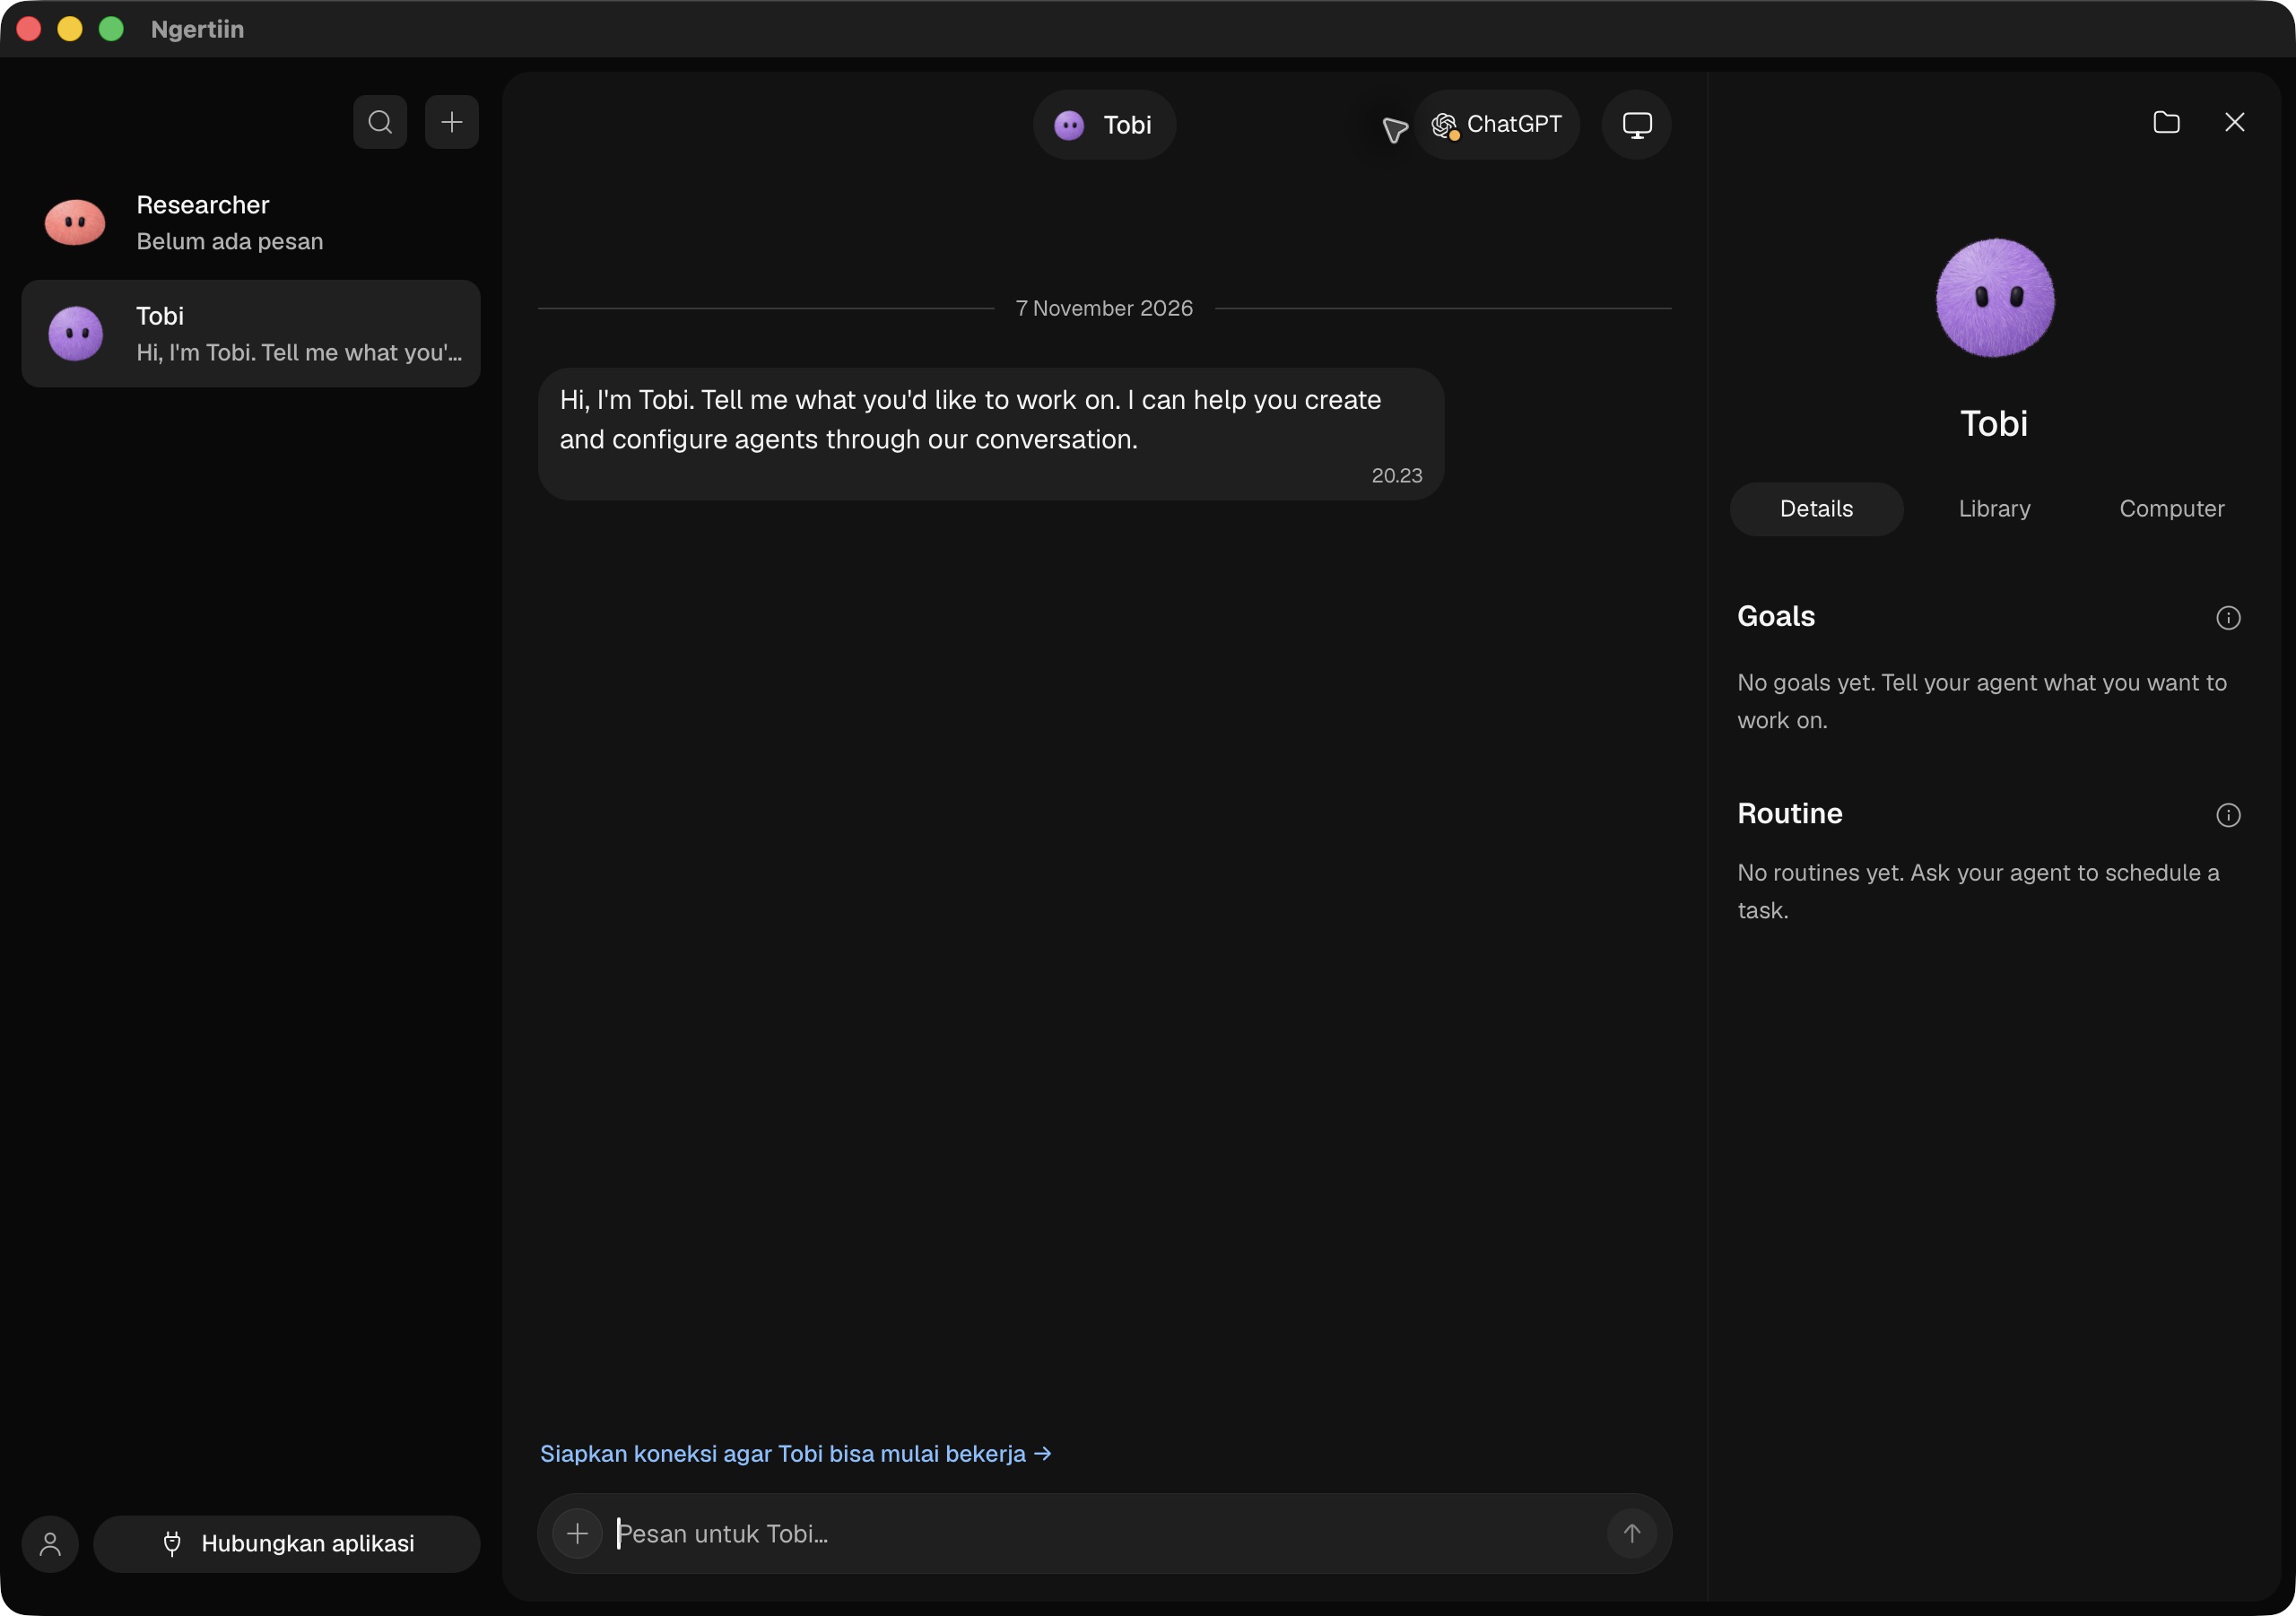 Ngertiin
Researcher
Belum ada pesan
Tobi
Hi, I'm Tobi. Tell me what you'...
Hubungkan aplikasi
Tobi
ChatGPT
7 November 2026
Hi, I'm Tobi. Tell me what you'd like to work on. I can help you create
and configure agents through our conversation.
20.23
Siapkan koneksi agar Tobi bisa mulai bekerja →
Pesan untuk Tobi...
Tobi
Details
Library
Computer
Goals
No goals yet. Tell your agent what you want to
work on.
Routine
No routines yet. Ask your agent to schedule a
task.